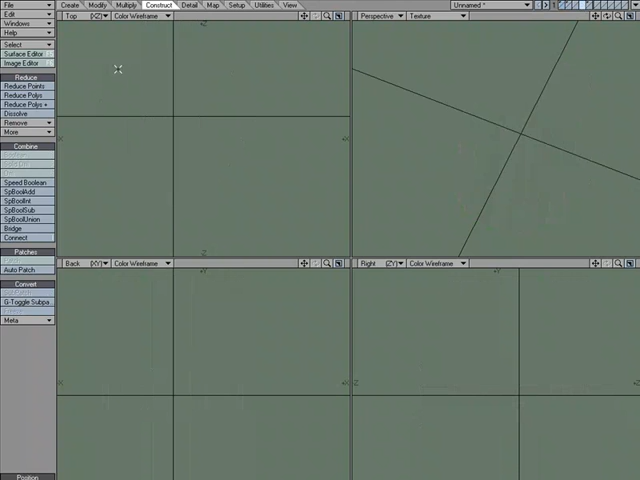 File Create Modify Multiply Construct Detail Map Setup Utilities View Unnamed * 1
Edit Top (XZ) Color Wireframe Perspective Texture
Windows
Help
Select
Surface Editor
Image Editor
Reduce
Reduce Points
Reduce Polys
Reduce Polys +
Dissolve
Remove
More
Combine
Speed Boolean
SpBoolAdd
SpBoolInt
SpBoolSub
SpBoolUnion
Bridge
Connect
Patches
Back (XY) Color Wireframe Right (ZY) Color Wireframe
Auto Patch
Convert
G-Toggle Subpa...
Meta
Position